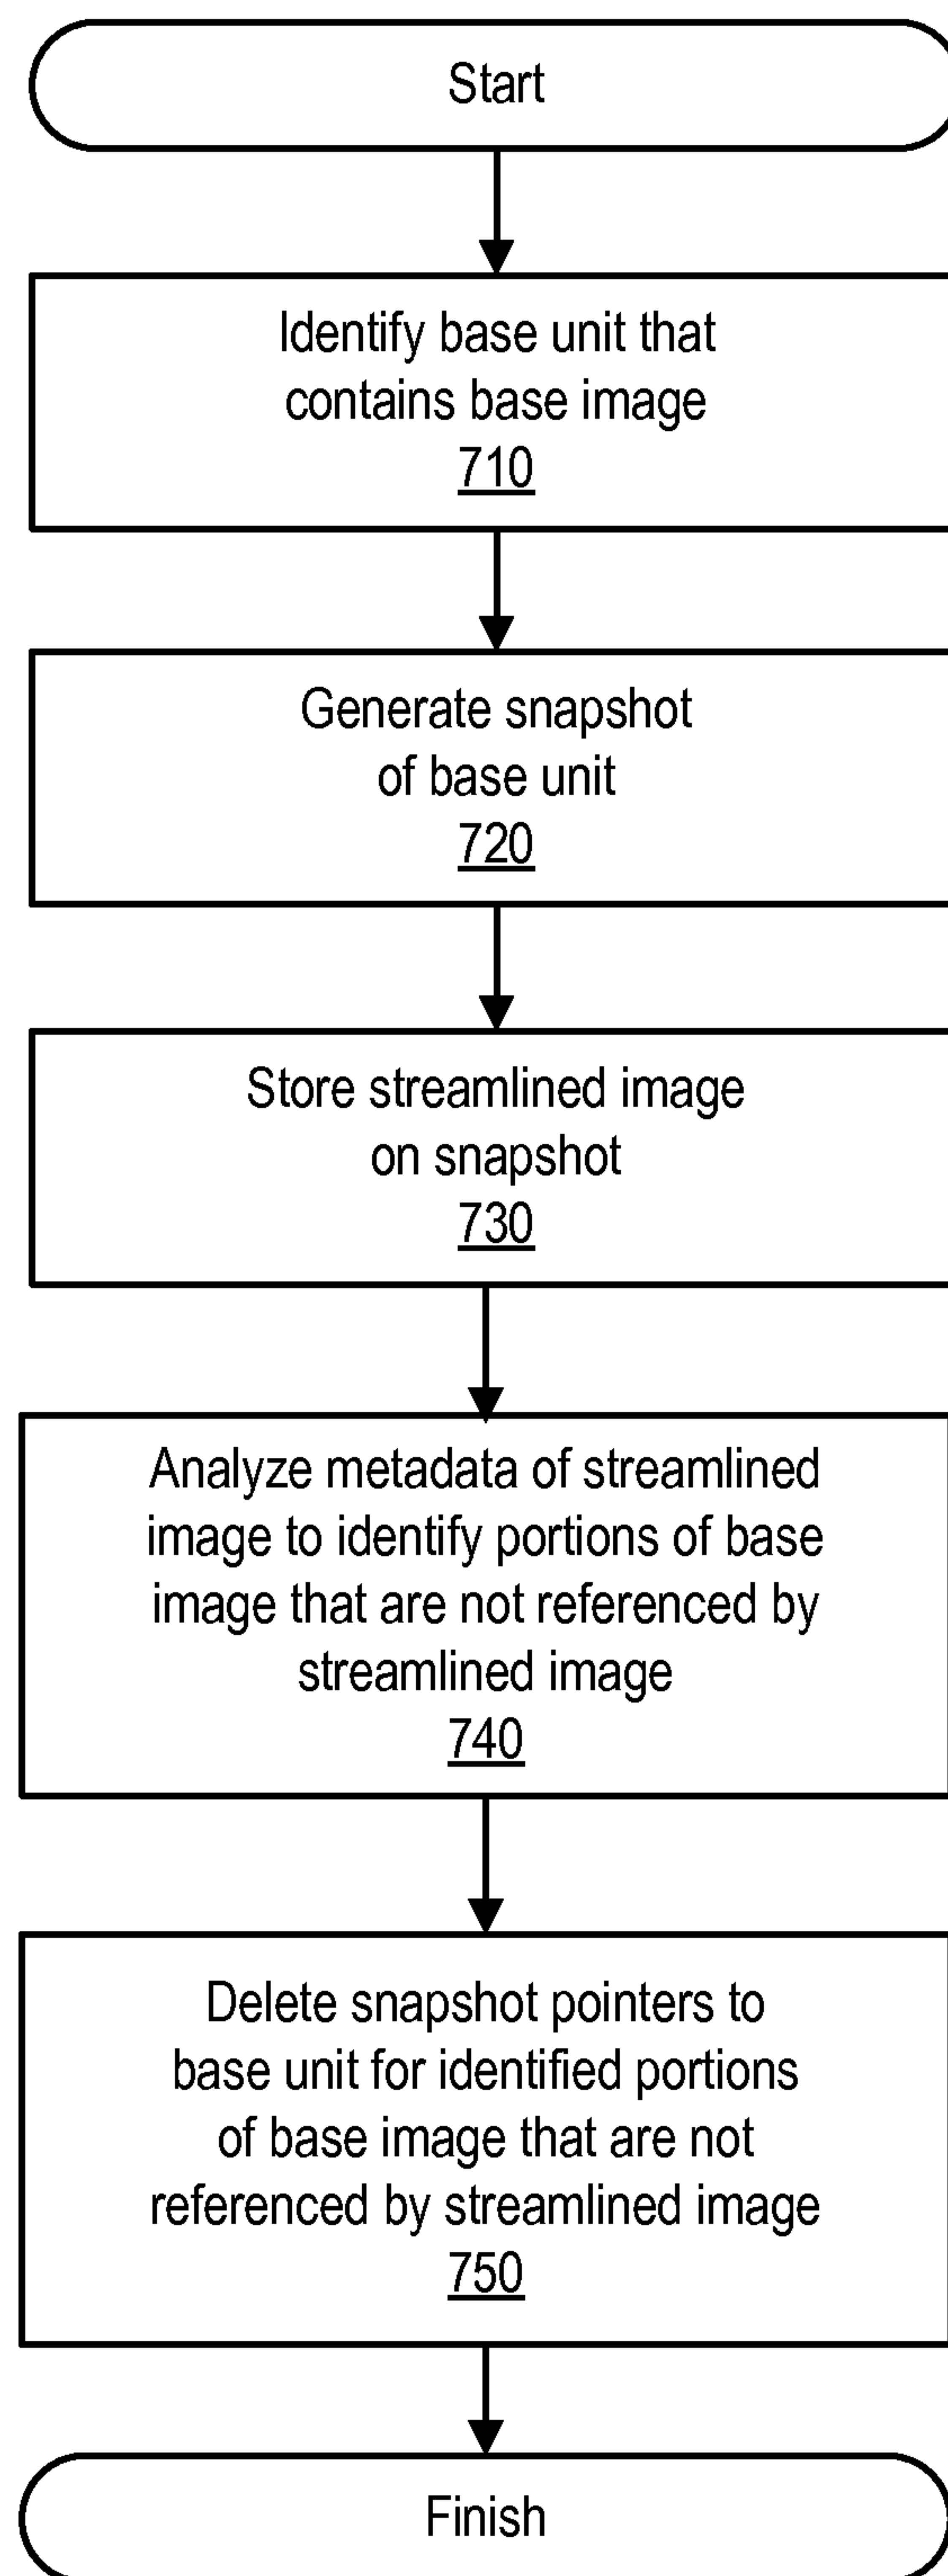 Start
Identify base unit that
contains base image
710
Generate snapshot
of base unit
720
Store streamlined image
on snapshot
730
Analyze metadata of streamlined
image to identify portions of base
image that are not referenced by
streamlined image
740
Delete snapshot pointers to
base unit for identified portions
of base image that are not
referenced by streamlined image
750
Finish